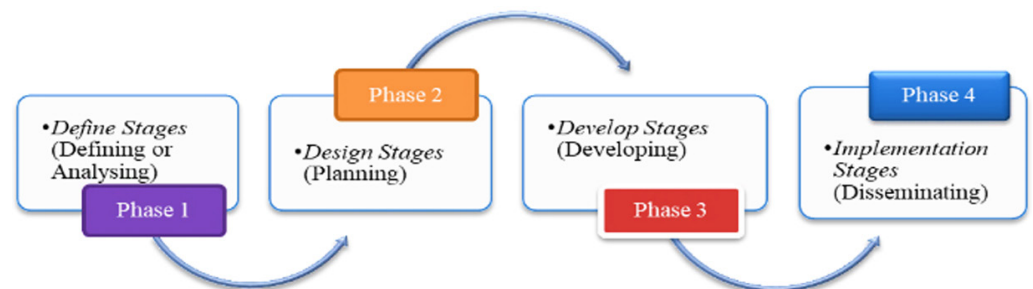 •Define Stages
(Defining or
Analysing)
Phase 1
Phase 2
•Design Stages
(Planning)
•Develop Stages
(Developing)
Phase 3
Phase 4
•Implementation
Stages
(Disseminating)